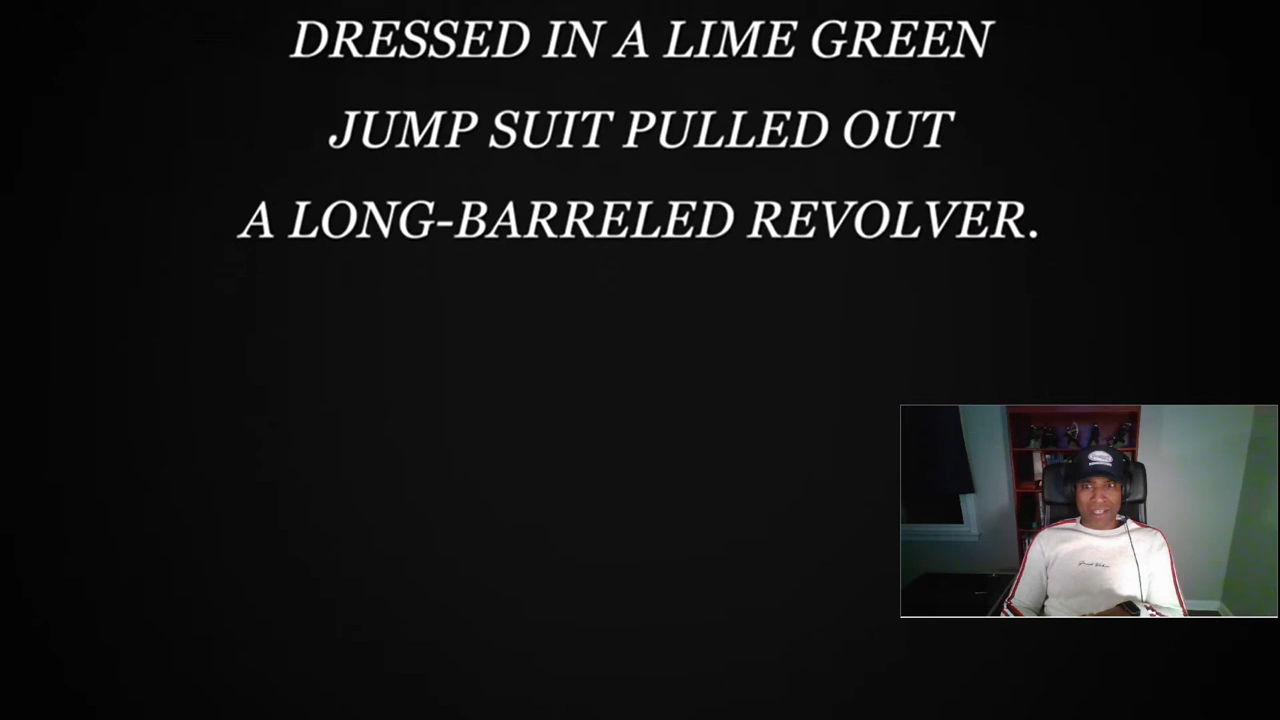 DRESSED IN A LIME GREEN
JUMP SUIT PULLED OUT
A LONG-BARRELED REVOLVER.